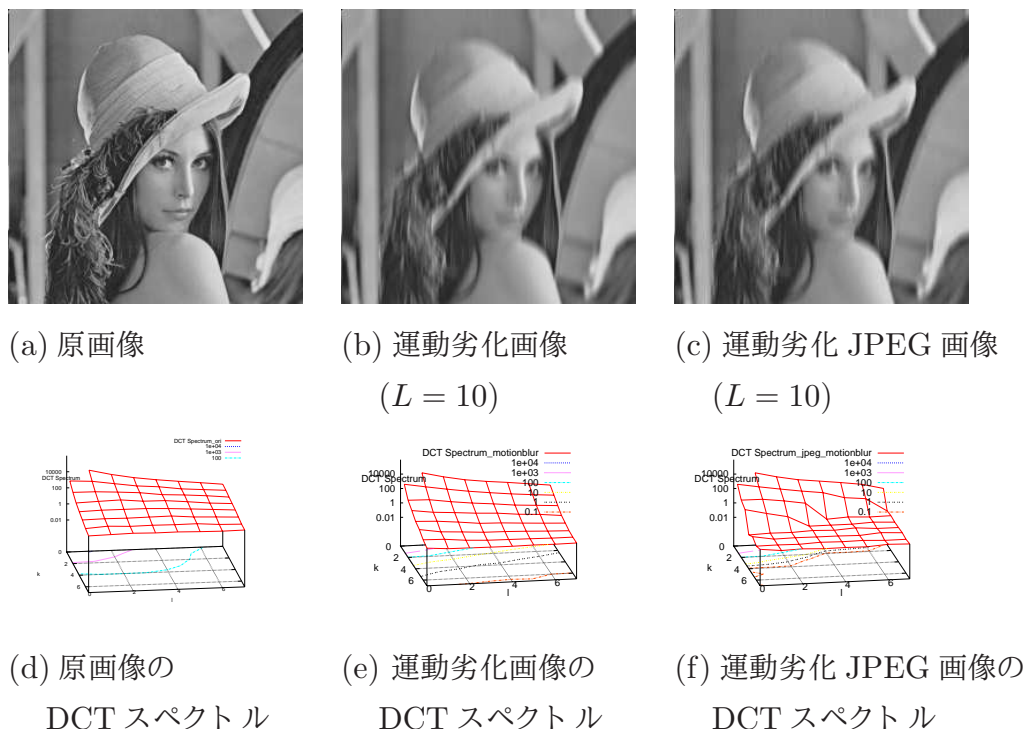 (a) 原画像
(b) 運動劣化画像
(L = 10)
(c) 運動劣化 JPEG 画像
(L = 10)
DCT Spectrum_ori
1e+04
1e+03
100
10000
DCT Spectrum
100
1
0.01
0
2
4
6
k
0
2
4
6
l
DCT Spectrum_motionblur
1e+04
1e+03
100
10
1
0.1
10000
DCT Spectrum
100
1
0.01
0
2
4
6
k
0
2
4
6
l
DCT Spectrum_jpeg_motionblur
1e+04
1e+03
100
10
1
0.1
10000
DCT Spectrum
100
1
0.01
0
2
4
6
k
0
2
4
6
l
(d) 原画像の
DCT スペクトル
(e) 運動劣化画像の
DCT スペクトル
(f) 運動劣化 JPEG 画像の
DCT スペクトル